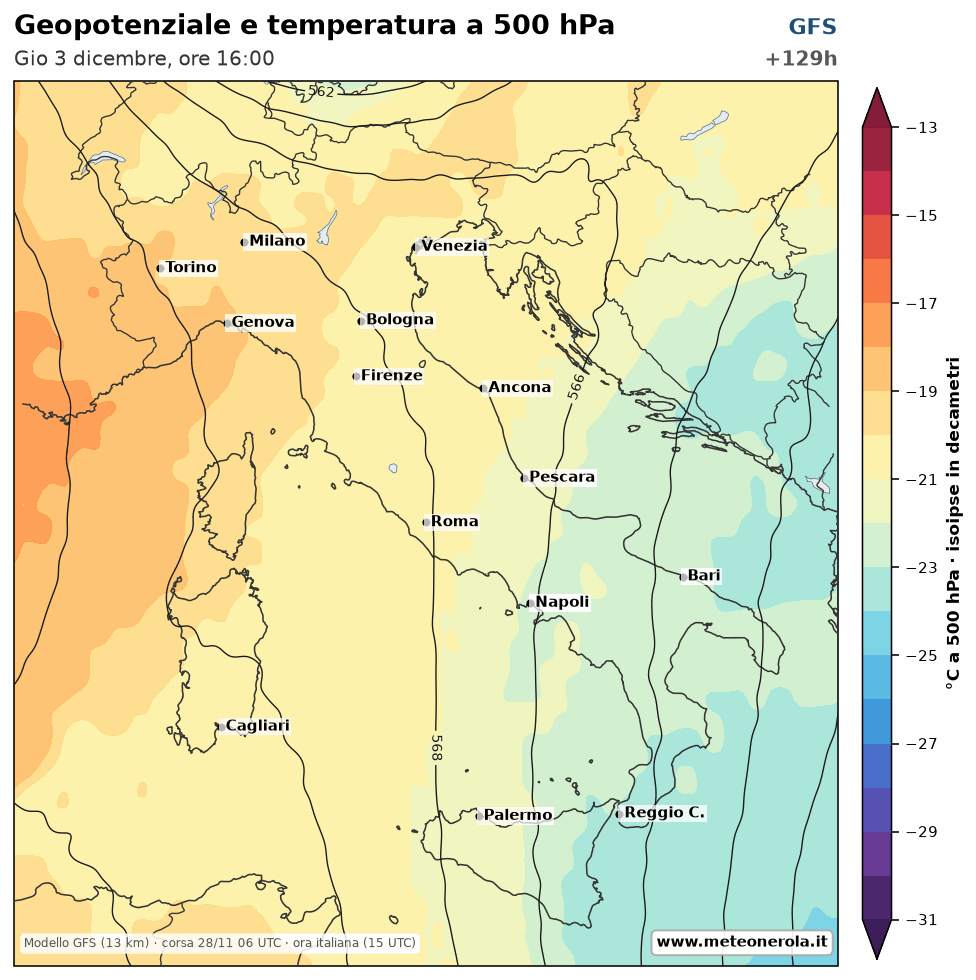 Geopotenziale e temperatura a 500 hPa
GFS
Gio 3 dicembre, ore 16:00
+129h
562
Milano
Venezia
Torino
Genova
Bologna
Firenze
Ancona
566
Pescara
Roma
Bari
Napoli
Cagliari
568
Palermo
Reggio C.
−13
−15
−17
−19
−21
−23
−25
−27
−29
−31
°C a 500 hPa · isoipse in decametri
Modello GFS (13 km) · corsa 28/11 06 UTC · ora italiana (15 UTC)
www.meteonerola.it